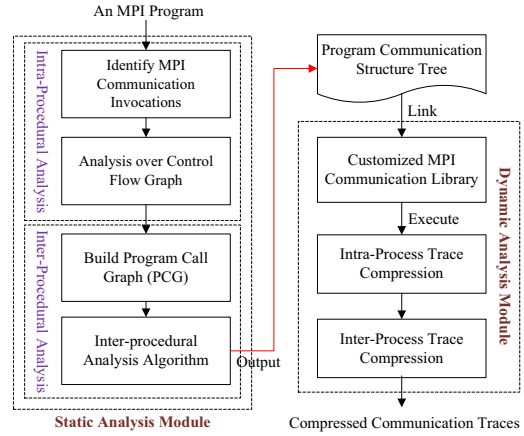 An MPI Program
Intra-Procedural Analysis
Identify MPI
Communication
Invocations
Analysis over Control
Flow Graph
Inter-Procedural Analysis
Build Program Call
Graph (PCG)
Inter-procedural
Analysis Algorithm
Output
Static Analysis Module
Program Communication
Structure Tree
Link
Customized MPI
Communication Library
Execute
Intra-Process Trace
Compression
Inter-Process Trace
Compression
Dynamic Analysis Module
Compressed Communication Traces